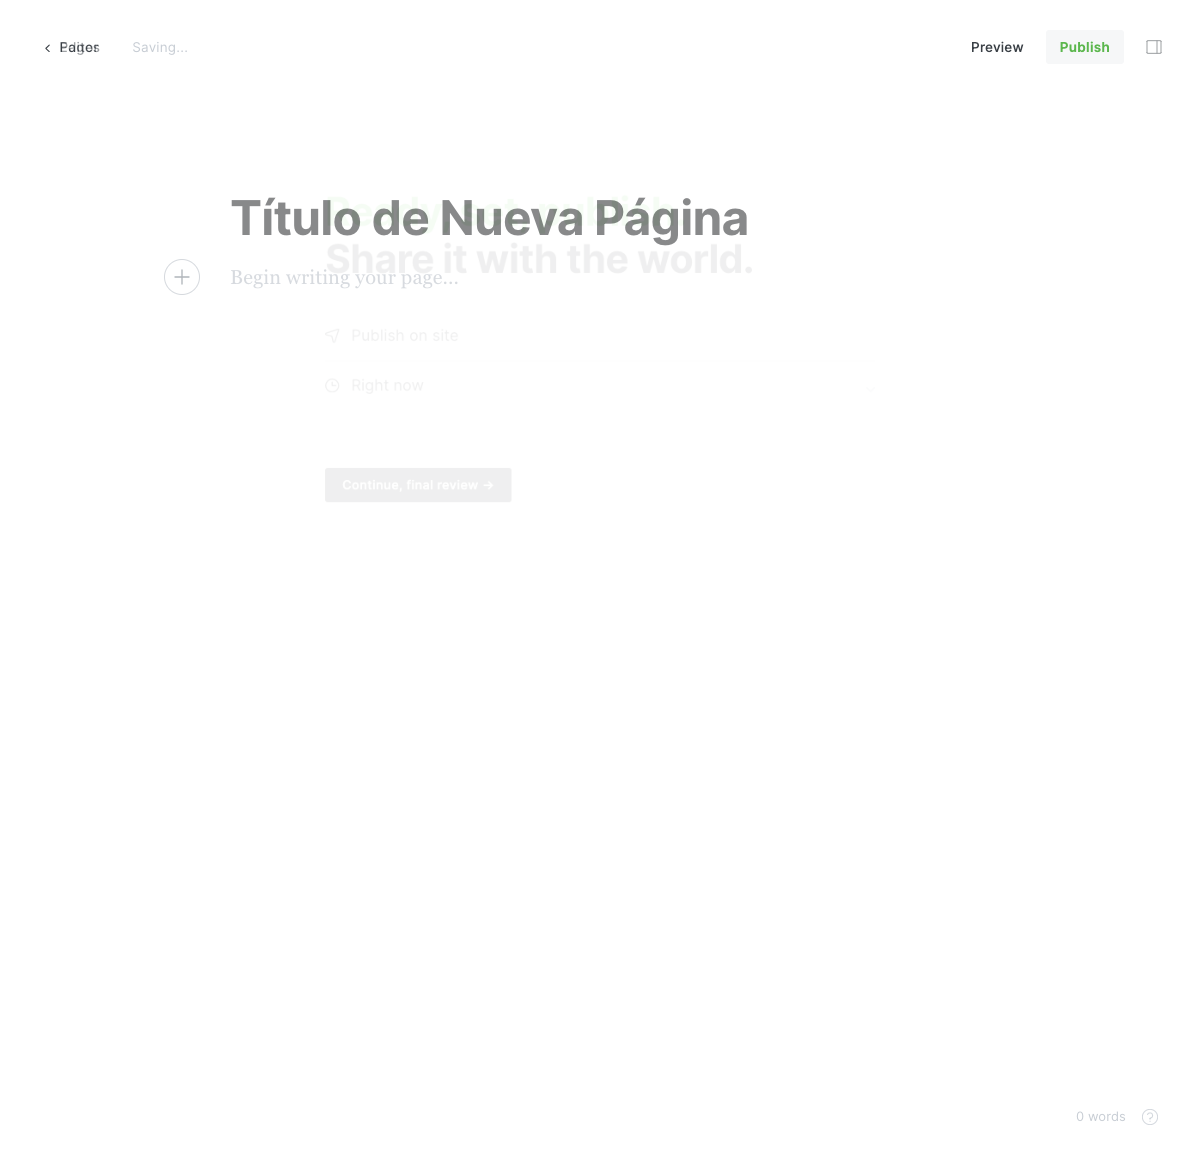 Pages
Saving...
Preview
Publish
Título de Nueva Página
Share it with the world.
Begin writing your page...
Publish on site
Right now
Continue, final review →
0 words
?